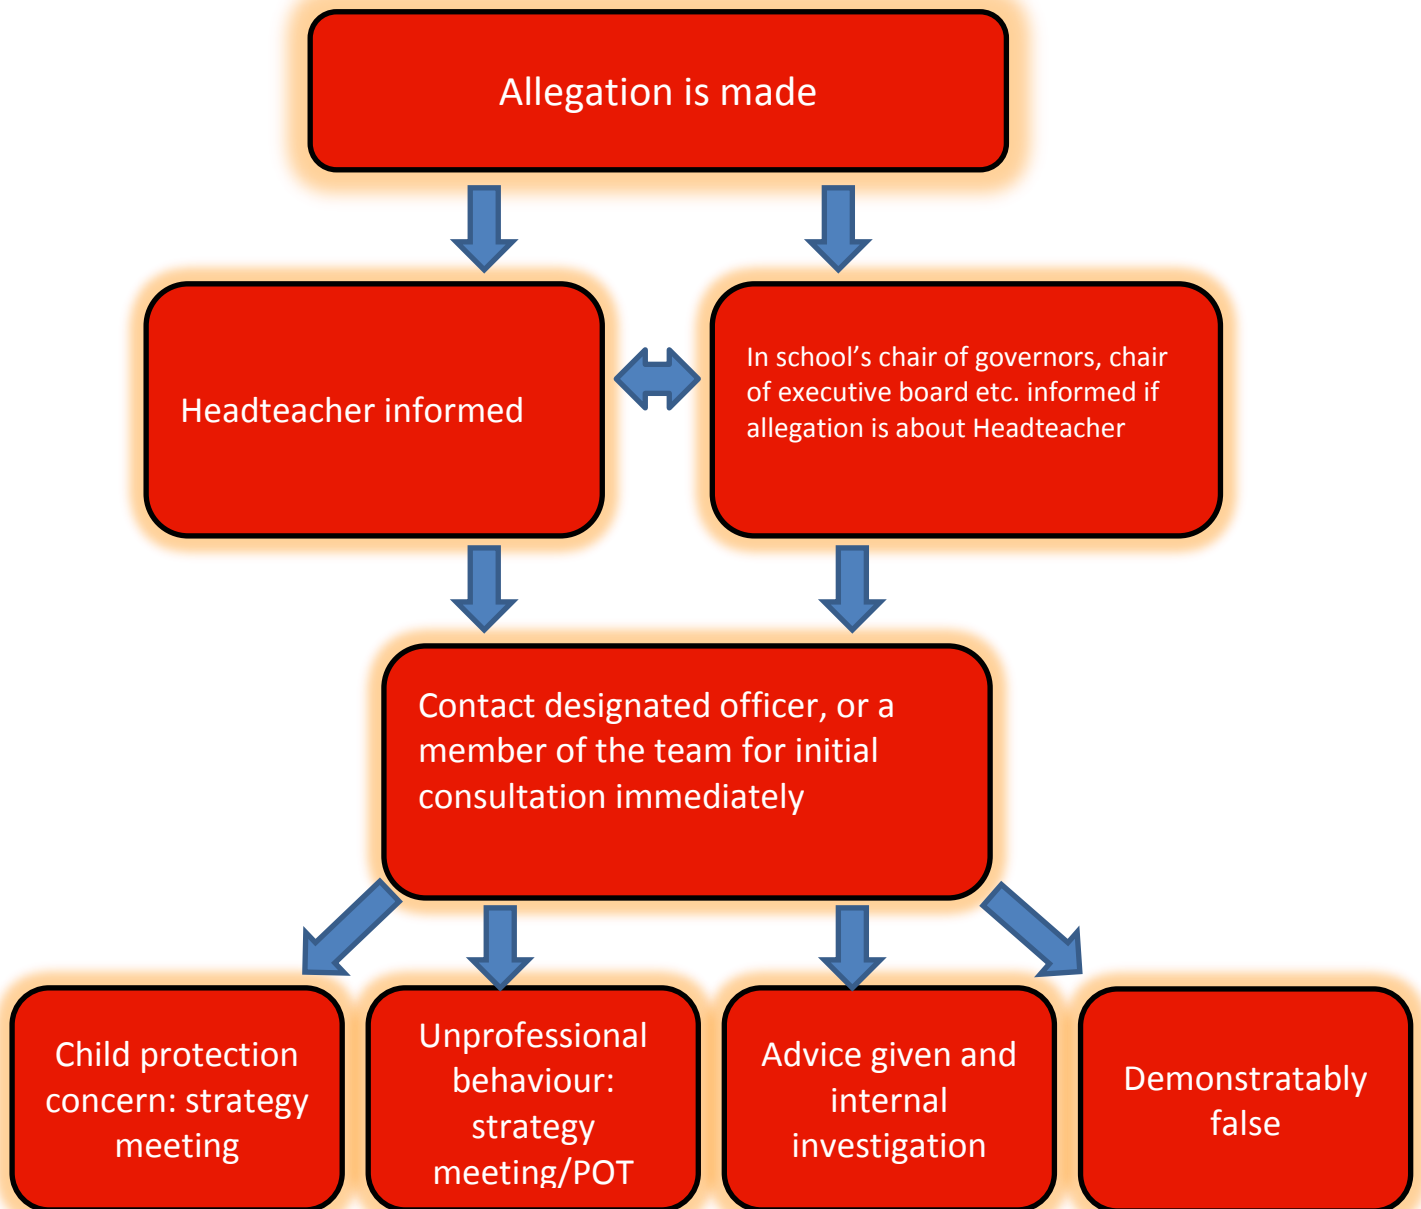 Allegation is made
Headteacher informed
In school’s chair of governors, chair
of executive board etc. informed if
allegation is about Headteacher
Contact designated officer, or a
member of the team for initial
consultation immediately
Child protection
concern: strategy
meeting
Unprofessional
behaviour:
strategy
meeting/POT
Advice given and
internal
investigation
Demonstratably
false